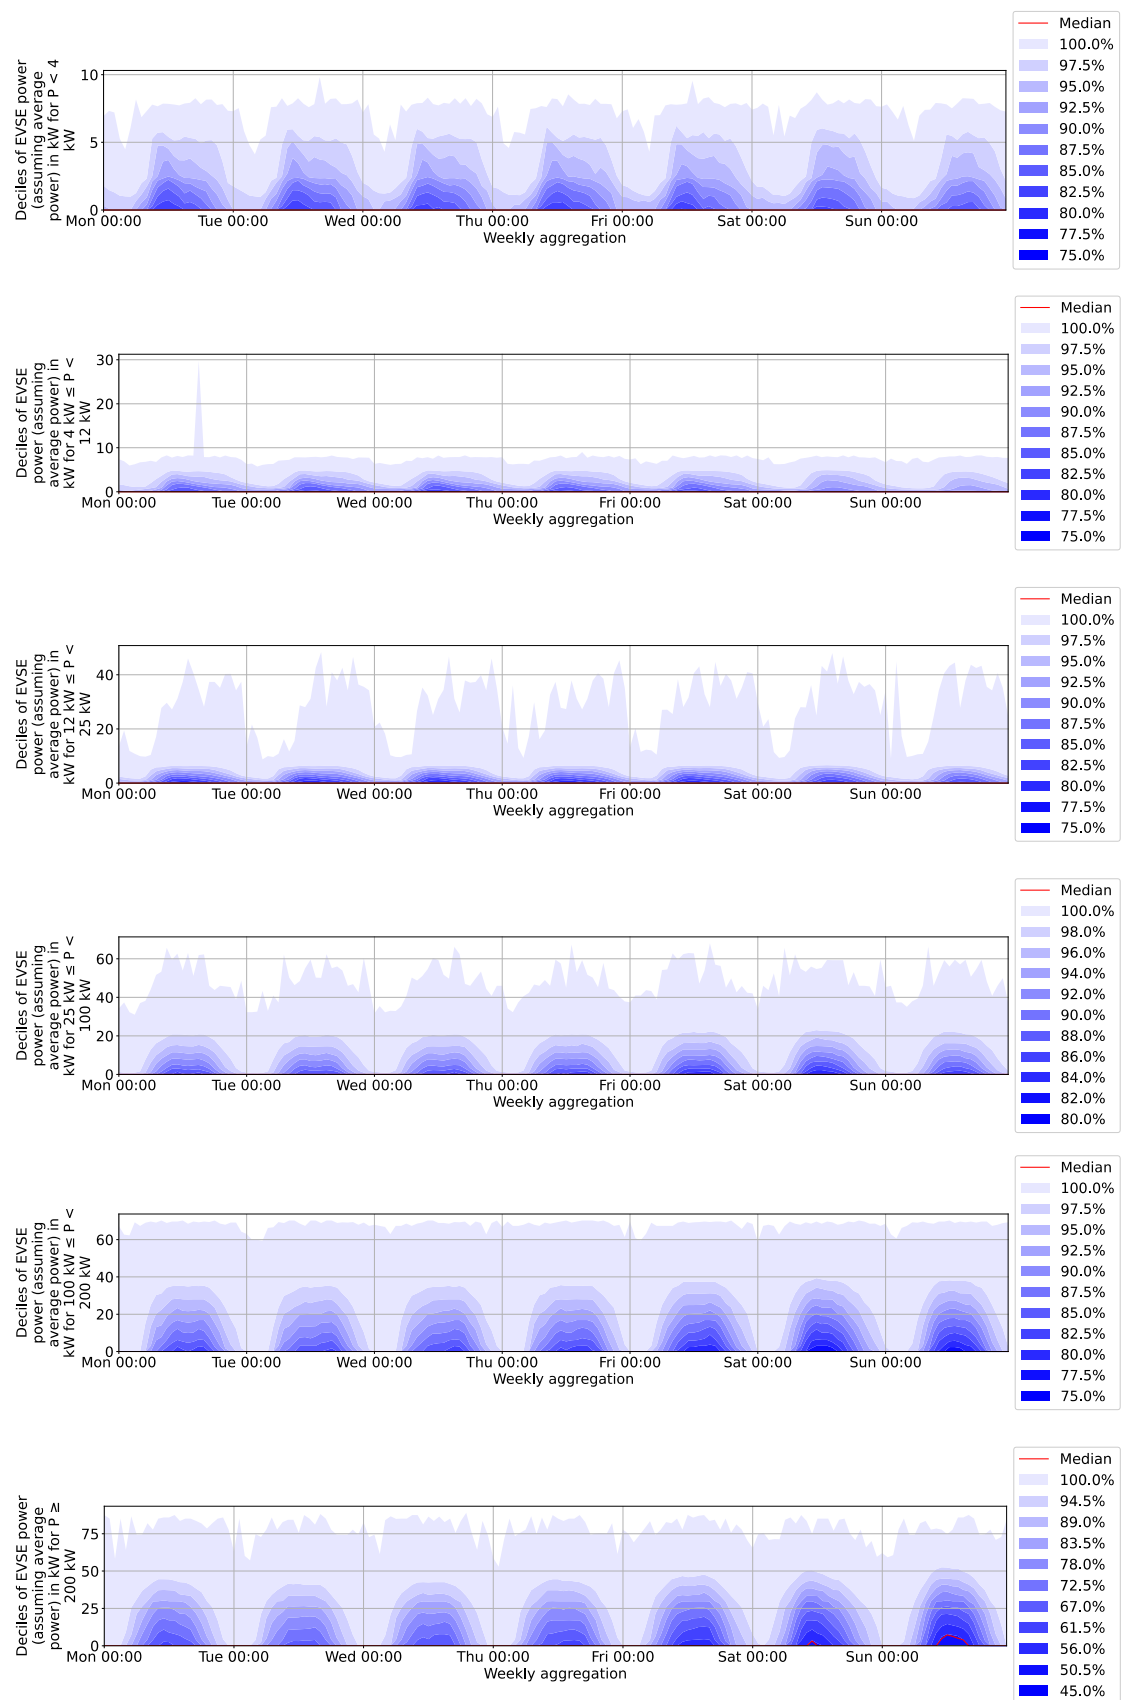 Deciles of EVSE power
(assuming average
power) in kW for P < 4
kW
10
5
0
Mon 00:00 Tue 00:00 Wed 00:00 Thu 00:00 Fri 00:00 Sat 00:00 Sun 00:00
Weekly aggregation
Median
100.0%
97.5%
95.0%
92.5%
90.0%
87.5%
85.0%
82.5%
80.0%
77.5%
75.0%
Deciles of EVSE
power (assuming
average power) in
kW for 4 kW ≤ P <
12 kW
30
20
10
0
Mon 00:00 Tue 00:00 Wed 00:00 Thu 00:00 Fri 00:00 Sat 00:00 Sun 00:00
Weekly aggregation
Median
100.0%
97.5%
95.0%
92.5%
90.0%
87.5%
85.0%
82.5%
80.0%
77.5%
75.0%
Deciles of EVSE
power (assuming
average power) in
kW for 12 kW ≤ P <
25 kW
40
20
0
Mon 00:00 Tue 00:00 Wed 00:00 Thu 00:00 Fri 00:00 Sat 00:00 Sun 00:00
Weekly aggregation
Median
100.0%
97.5%
95.0%
92.5%
90.0%
87.5%
85.0%
82.5%
80.0%
77.5%
75.0%
Deciles of EVSE
power (assuming
average power) in
kW for 25 kW ≤ P <
100 kW
60
40
20
0
Mon 00:00 Tue 00:00 Wed 00:00 Thu 00:00 Fri 00:00 Sat 00:00 Sun 00:00
Weekly aggregation
Median
100.0%
98.0%
96.0%
94.0%
92.0%
90.0%
88.0%
86.0%
84.0%
82.0%
80.0%
Deciles of EVSE
power (assuming
average power) in
kW for 100 kW ≤ P <
200 kW
60
40
20
0
Mon 00:00 Tue 00:00 Wed 00:00 Thu 00:00 Fri 00:00 Sat 00:00 Sun 00:00
Weekly aggregation
Median
100.0%
97.5%
95.0%
92.5%
90.0%
87.5%
85.0%
82.5%
80.0%
77.5%
75.0%
Deciles of EVSE power
(assuming average
power) in kW for P ≥
200 kW
75
50
25
0
Mon 00:00 Tue 00:00 Wed 00:00 Thu 00:00 Fri 00:00 Sat 00:00 Sun 00:00
Weekly aggregation
Median
100.0%
94.5%
89.0%
83.5%
78.0%
72.5%
67.0%
61.5%
56.0%
50.5%
45.0%